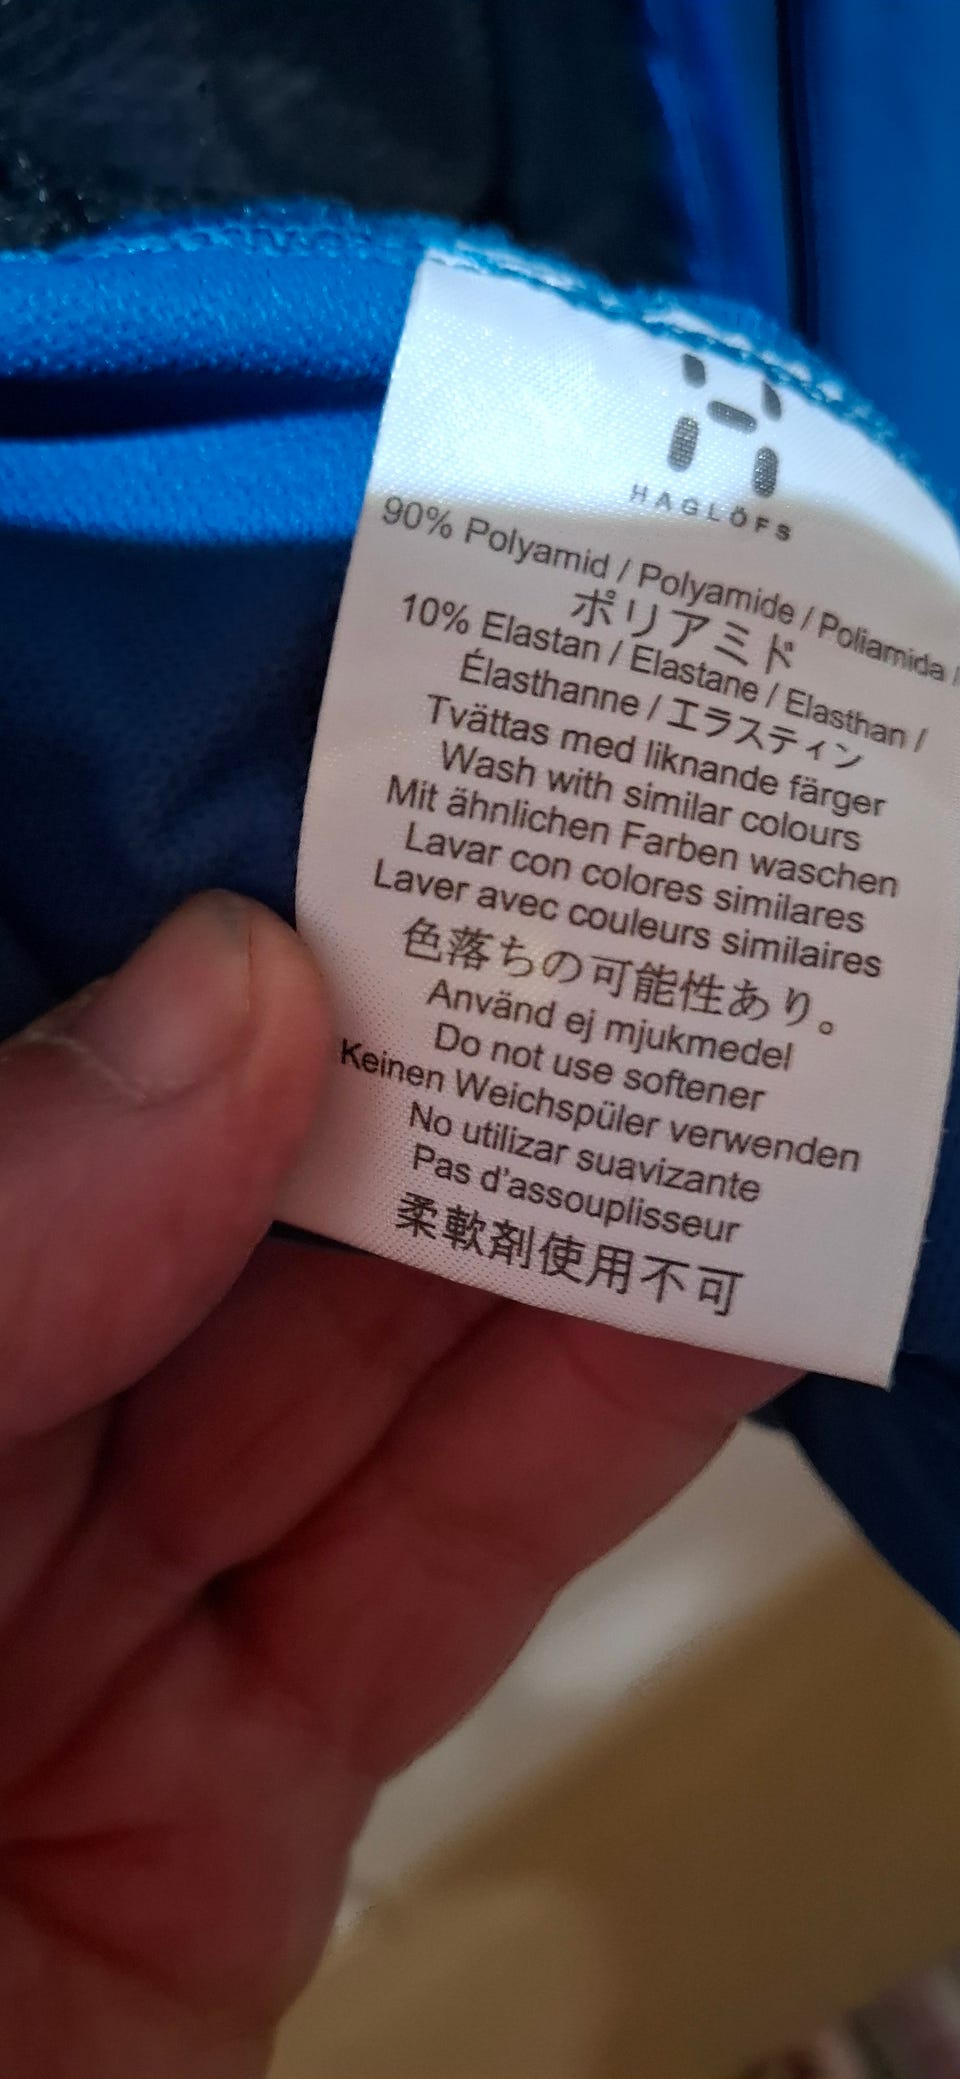 HAGLÖFS
90% Polyamid / Polyamide / Poliamida /
ポリアミド
10% Elastan / Elastane / Elasthan /
Élasthanne / エラスティン
Tvättas med liknande färger
Wash with similar colours
Mit ähnlichen Farben waschen
Lavar con colores similares
Laver avec couleurs similaires
色落ちの可能性あり。
Använd ej mjukmedel
Do not use softener
Keinen Weichspüler verwenden
No utilizar suavizante
Pas d'assouplisseur
柔軟剤使用不可